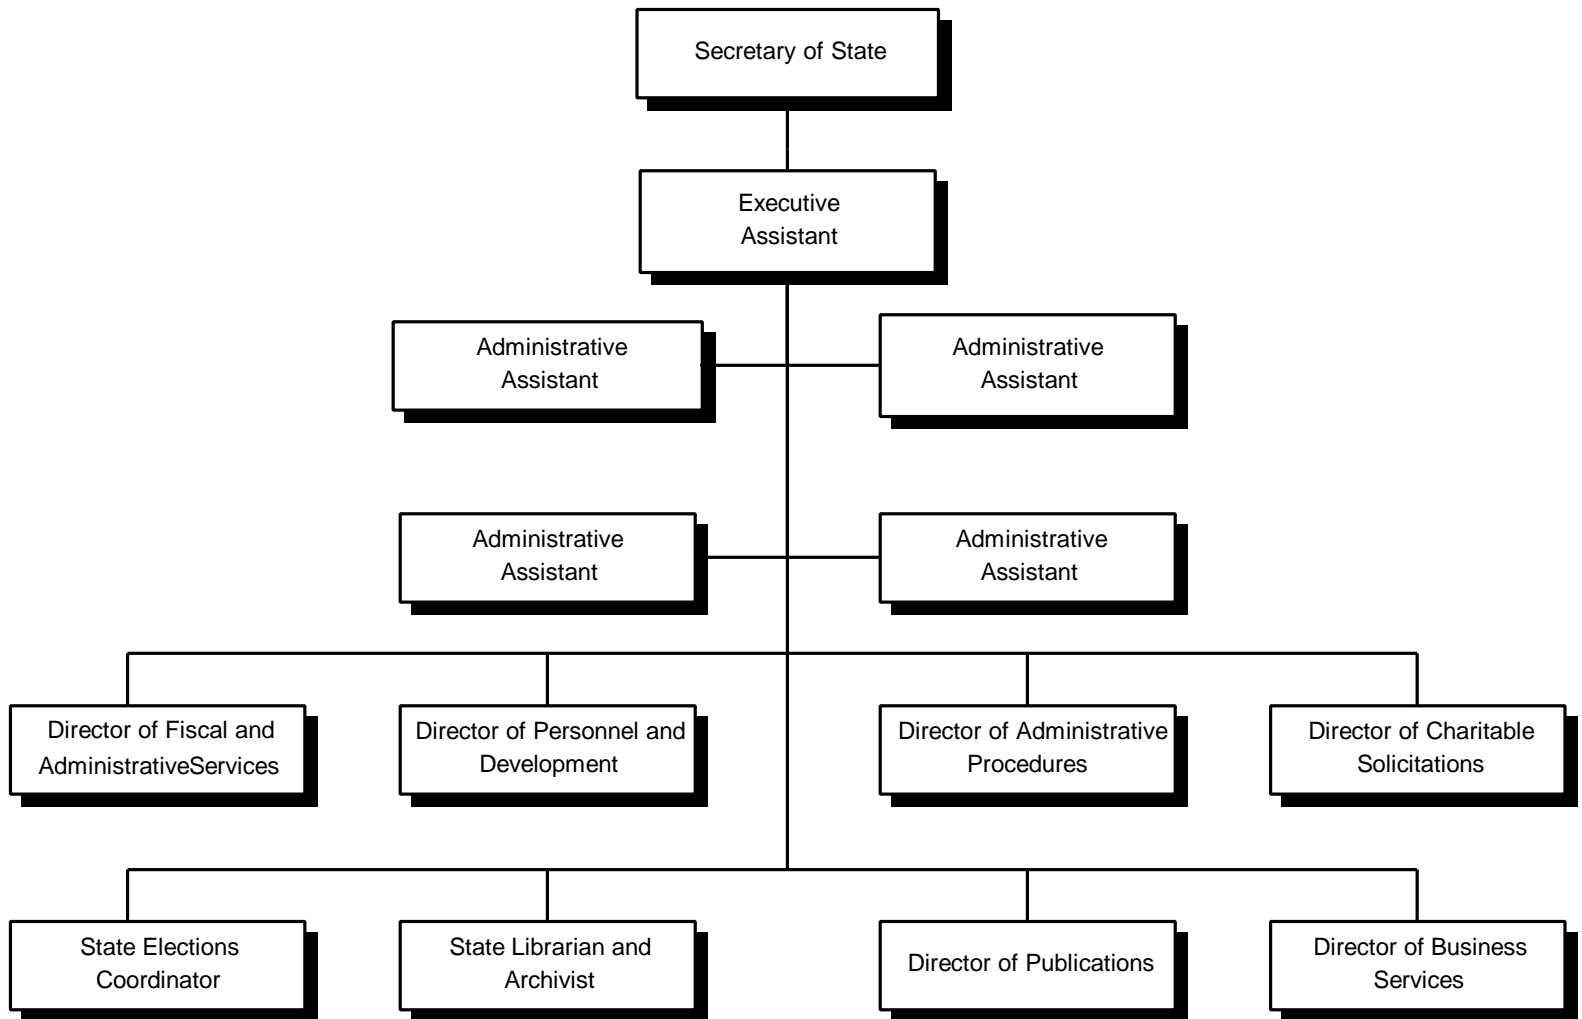 Secretary of State
Executive
Assistant
Administrative
Assistant
Administrative
Assistant
Administrative
Assistant
Administrative
Assistant
Director of Fiscal and
AdministrativeServices
Director of Personnel and
Development
Director of Administrative
Procedures
Director of Charitable
Solicitations
State Elections
Coordinator
State Librarian and
Archivist
Director of Publications
Director of Business
Services